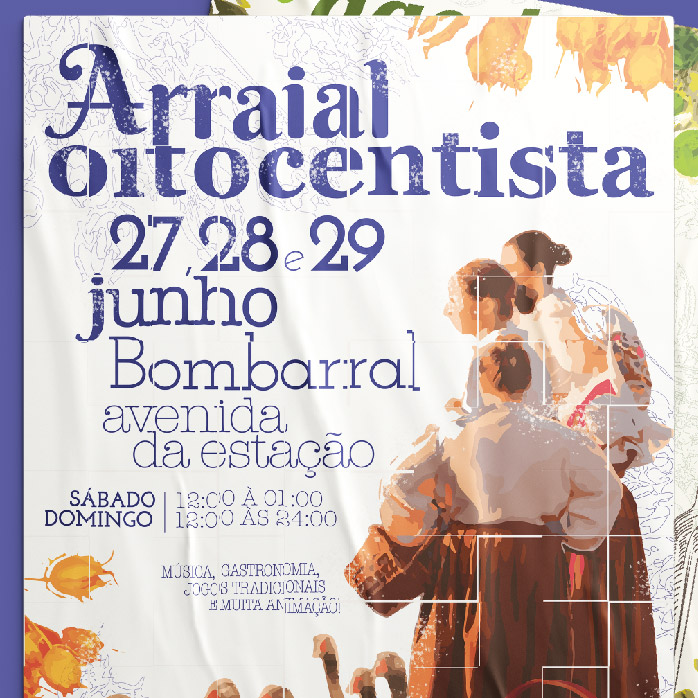 Arraial
oitocentista
27, 28 e 29
junho
Bombarral
avenida
da estação
SÁBADO | 12:00 À 01:00
DOMINGO | 12:00 ÀS 24:00
MÚSICA, GASTRONOMIA,
JOGOS TRADICIONAIS
E MUITA ANIMAÇÃO!